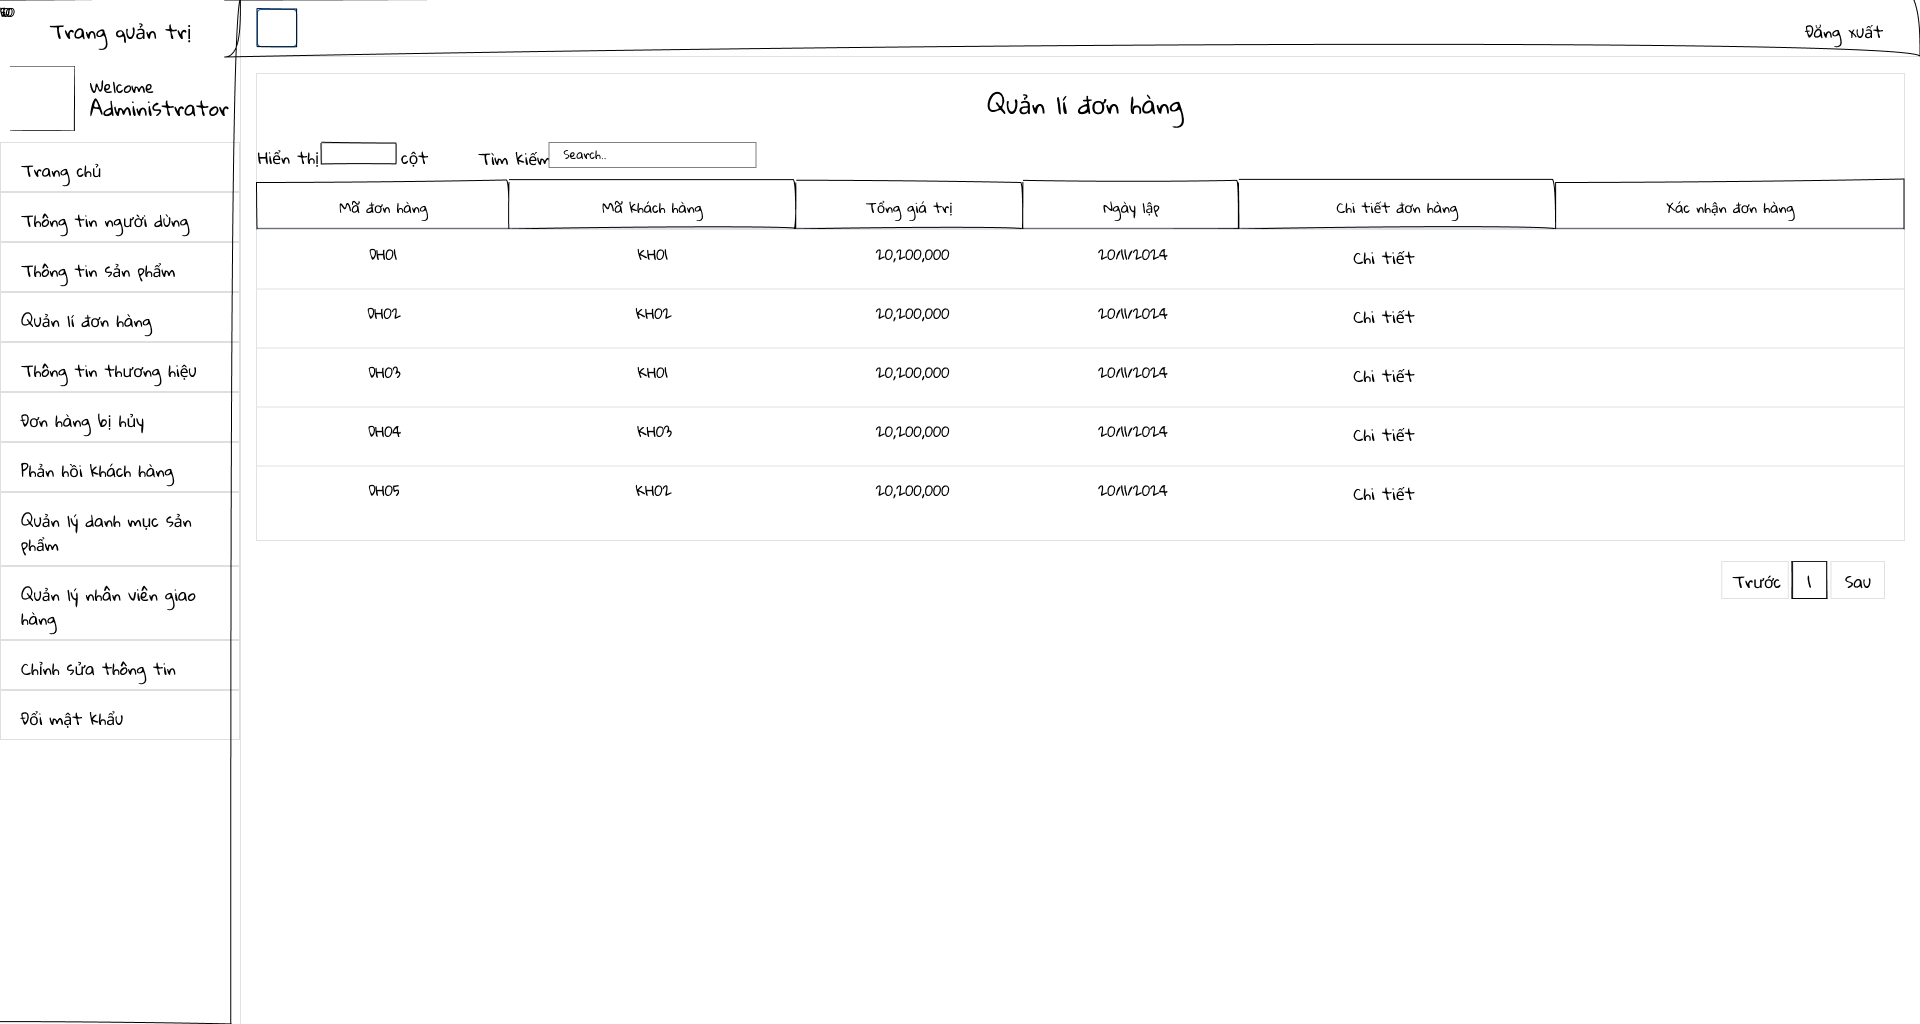 Trang quản trị
Đăng xuất
Welcome
Administrator
Trang chủ
Thông tin người dùng
Thông tin sản phẩm
Quản lí đơn hàng
Thông tin thương hiệu
Đơn hàng bị hủy
Phản hồi khách hàng
Quản lý danh mục sản
phẩm
Quản lý nhân viên giao
hàng
Chỉnh sửa thông tin
Đổi mật khẩu
Quản lí đơn hàng
Hiển thị cột Tìm kiếm Search..
Mã đơn hàng Mã khách hàng Tổng giá trị Ngày lập Chi tiết đơn hàng Xác nhận đơn hàng
DH01 KH01 20,200,000 20/11/2024 Chi tiết
DH02 KH02 20,200,000 20/11/2024 Chi tiết
DH03 KH01 20,200,000 20/11/2024 Chi tiết
DH04 KH03 20,200,000 20/11/2024 Chi tiết
DH05 KH02 20,200,000 20/11/2024 Chi tiết
Trước 1 Sau